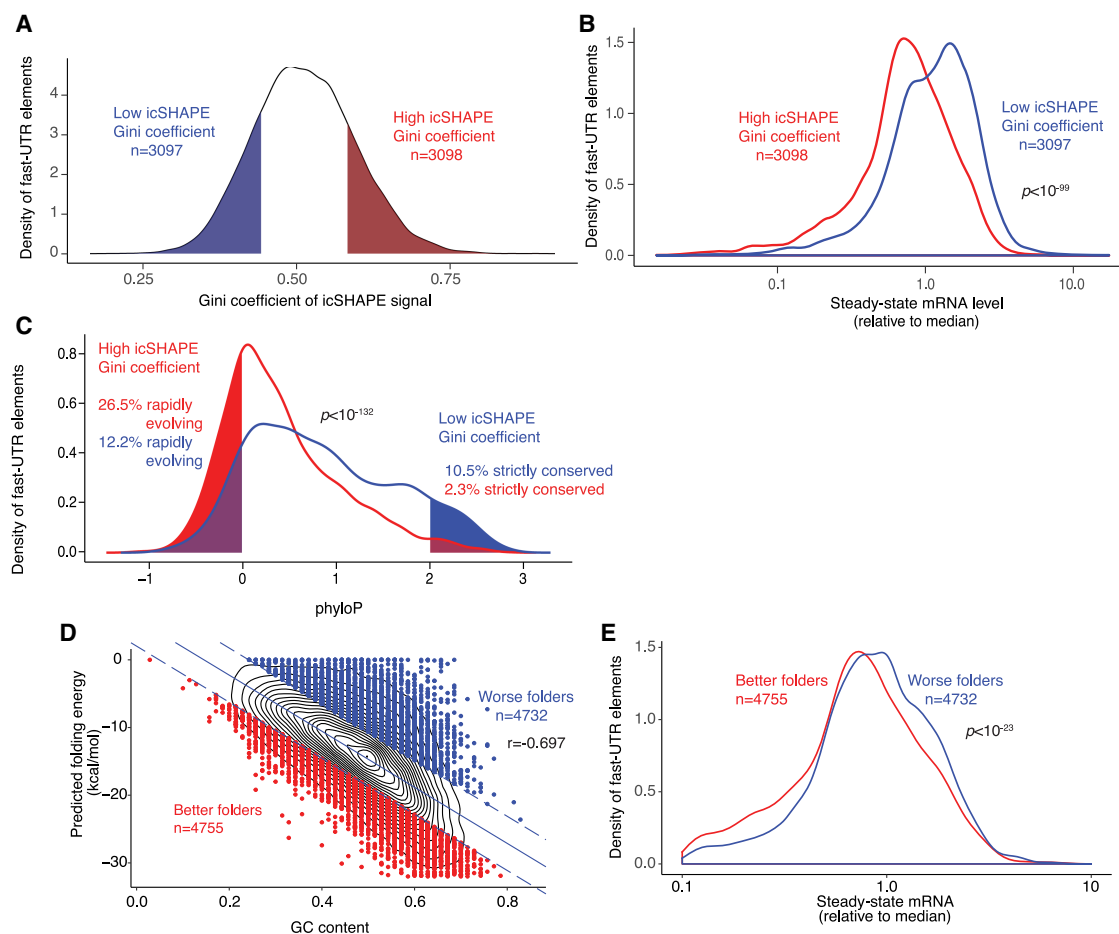 A
Density of fast-UTR elements
4
3
2
1
0
Low icSHAPE
Gini coefficient
n=3097
High icSHAPE
Gini coefficient
n=3098
0.25
0.50
0.75
Gini coefficient of icSHAPE signal
B
Density of fast-UTR elements
1.5
1.0
0.5
0.0
High icSHAPE
Gini coefficient
n=3098
Low icSHAPE
Gini coefficient
n=3097
p<10⁻⁹⁹
0.1
1.0
10.0
Steady-state mRNA level
(relative to median)
C
Density of fast-UTR elements
0.8
0.6
0.4
0.2
0.0
High icSHAPE
Gini coefficient
26.5% rapidly
evolving
12.2% rapidly
evolving
p<10⁻¹³²
Low icSHAPE
Gini coefficient
10.5% strictly conserved
2.3% strictly conserved
−1
0
1
2
3
phyloP
D
Predicted folding energy
(kcal/mol)
0
−10
−20
−30
Worse folders
n=4732
r=-0.697
Better folders
n=4755
0.0
0.2
0.4
0.6
0.8
GC content
E
Density of fast-UTR elements
1.5
1.0
0.5
0.0
Better folders
n=4755
Worse folders
n=4732
p<10⁻²³
0.1
1.0
10
Steady-state mRNA
(relative to median)